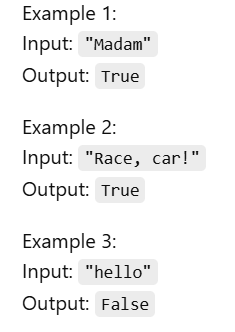 Example 1:
Input: "Madam"
Output: True
Example 2:
Input: "Race, car!"
Output: True
Example 3:
Input: "hello"
Output: False